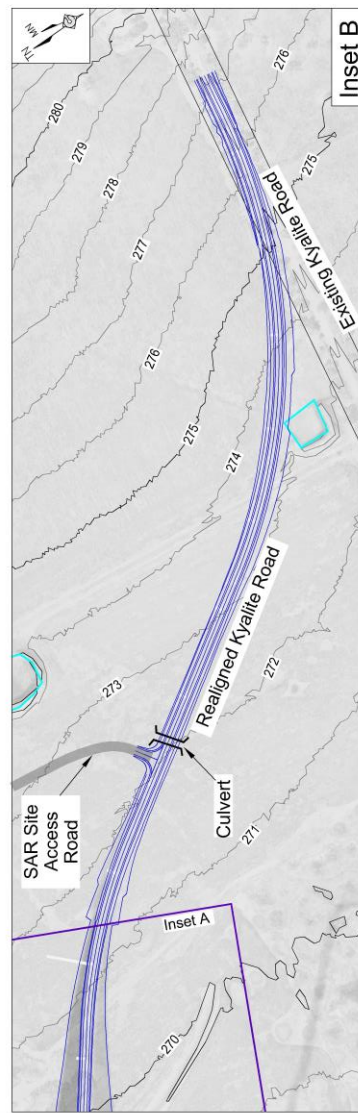 TN
MN
G
280
279
278
277
276
275
276
275
274
273
272
271
270
SAR Site
Access
Road
Culvert
Realigned Kyalite Road
Existing Kyalite Road
Inset A
Inset B